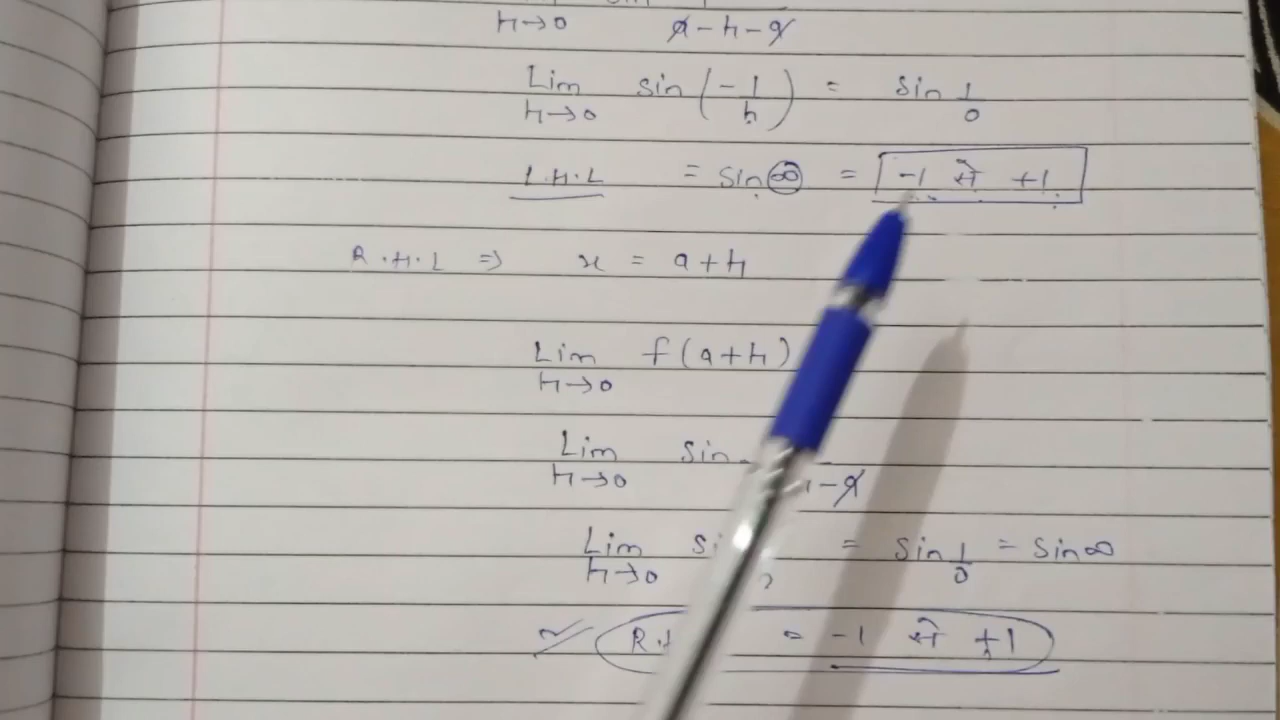 h→0 a-h-a
Lim sin (-1/h) = sin 1/0
h→0
L.H.L = sin ∞ = -1 से +1
R.H.L ⇒ x = a+h
Lim f(a+h)
h→0
Lim sin
h→0 -a
Lim = sin 1/0 = sin ∞
h→0
= -1 से +1